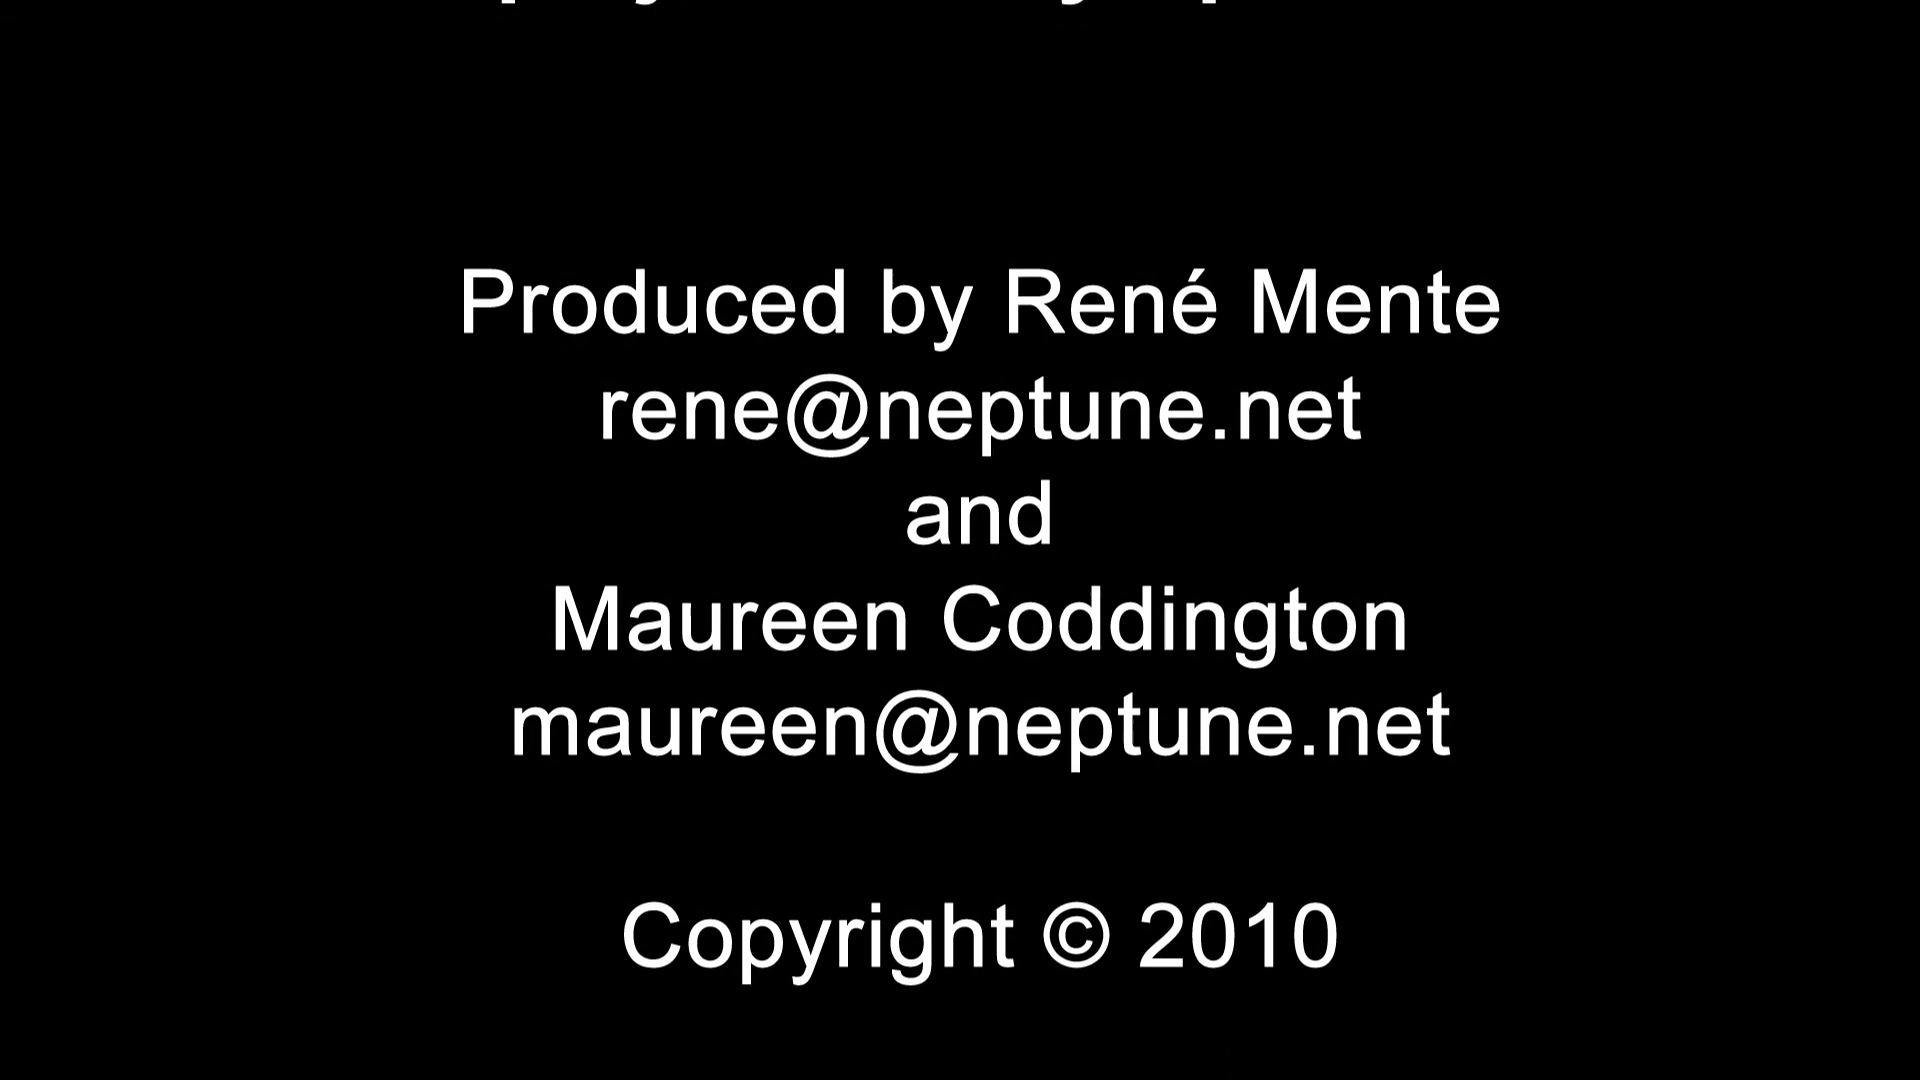 Produced by René Mente
rene@neptune.net
and
Maureen Coddington
maureen@neptune.net
Copyright © 2010